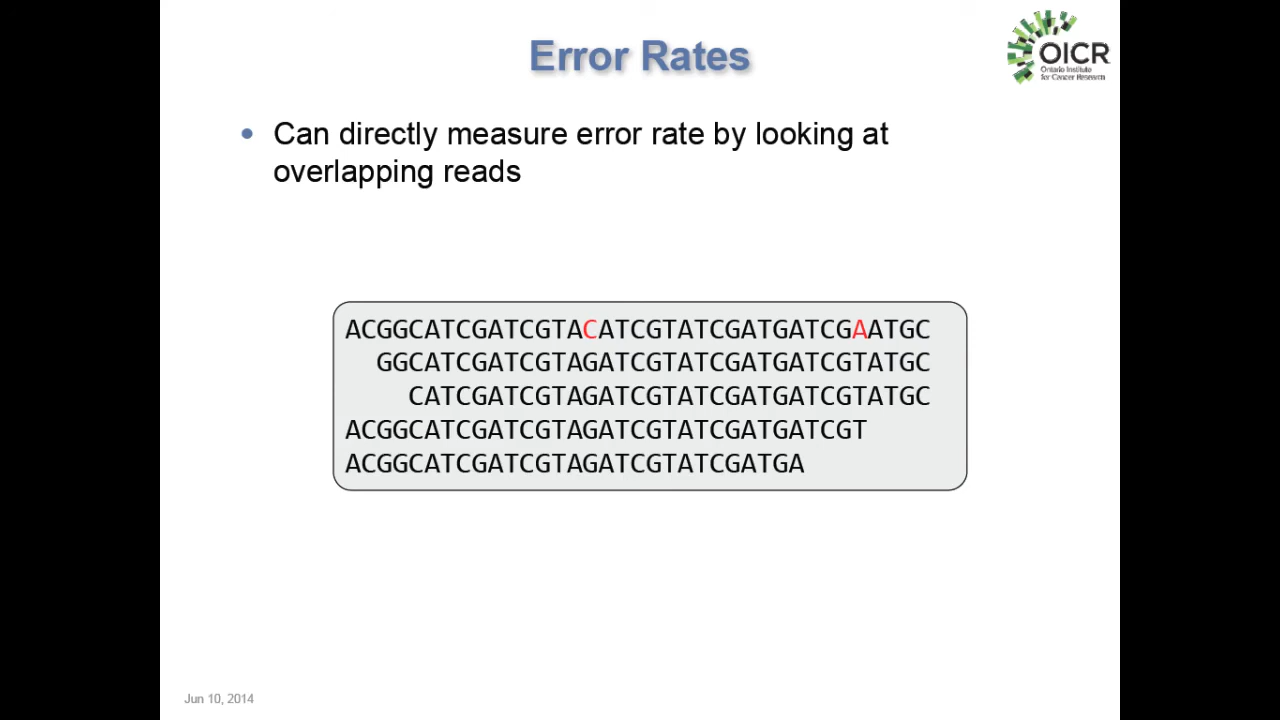 Error Rates
OICR
Ontario Institute
for Cancer Research
• Can directly measure error rate by looking at
overlapping reads
ACGGCATCGATCGTACATCGTATCGATGATCGAATGC
GGCATCGATCGTAGATCGTATCGATGATCGTATGC
CATCGATCGTAGATCGTATCGATGATCGTATGC
ACGGCATCGATCGTAGATCGTATCGATGATCGT
ACGGCATCGATCGTAGATCGTATCGATGA
Jun 10, 2014